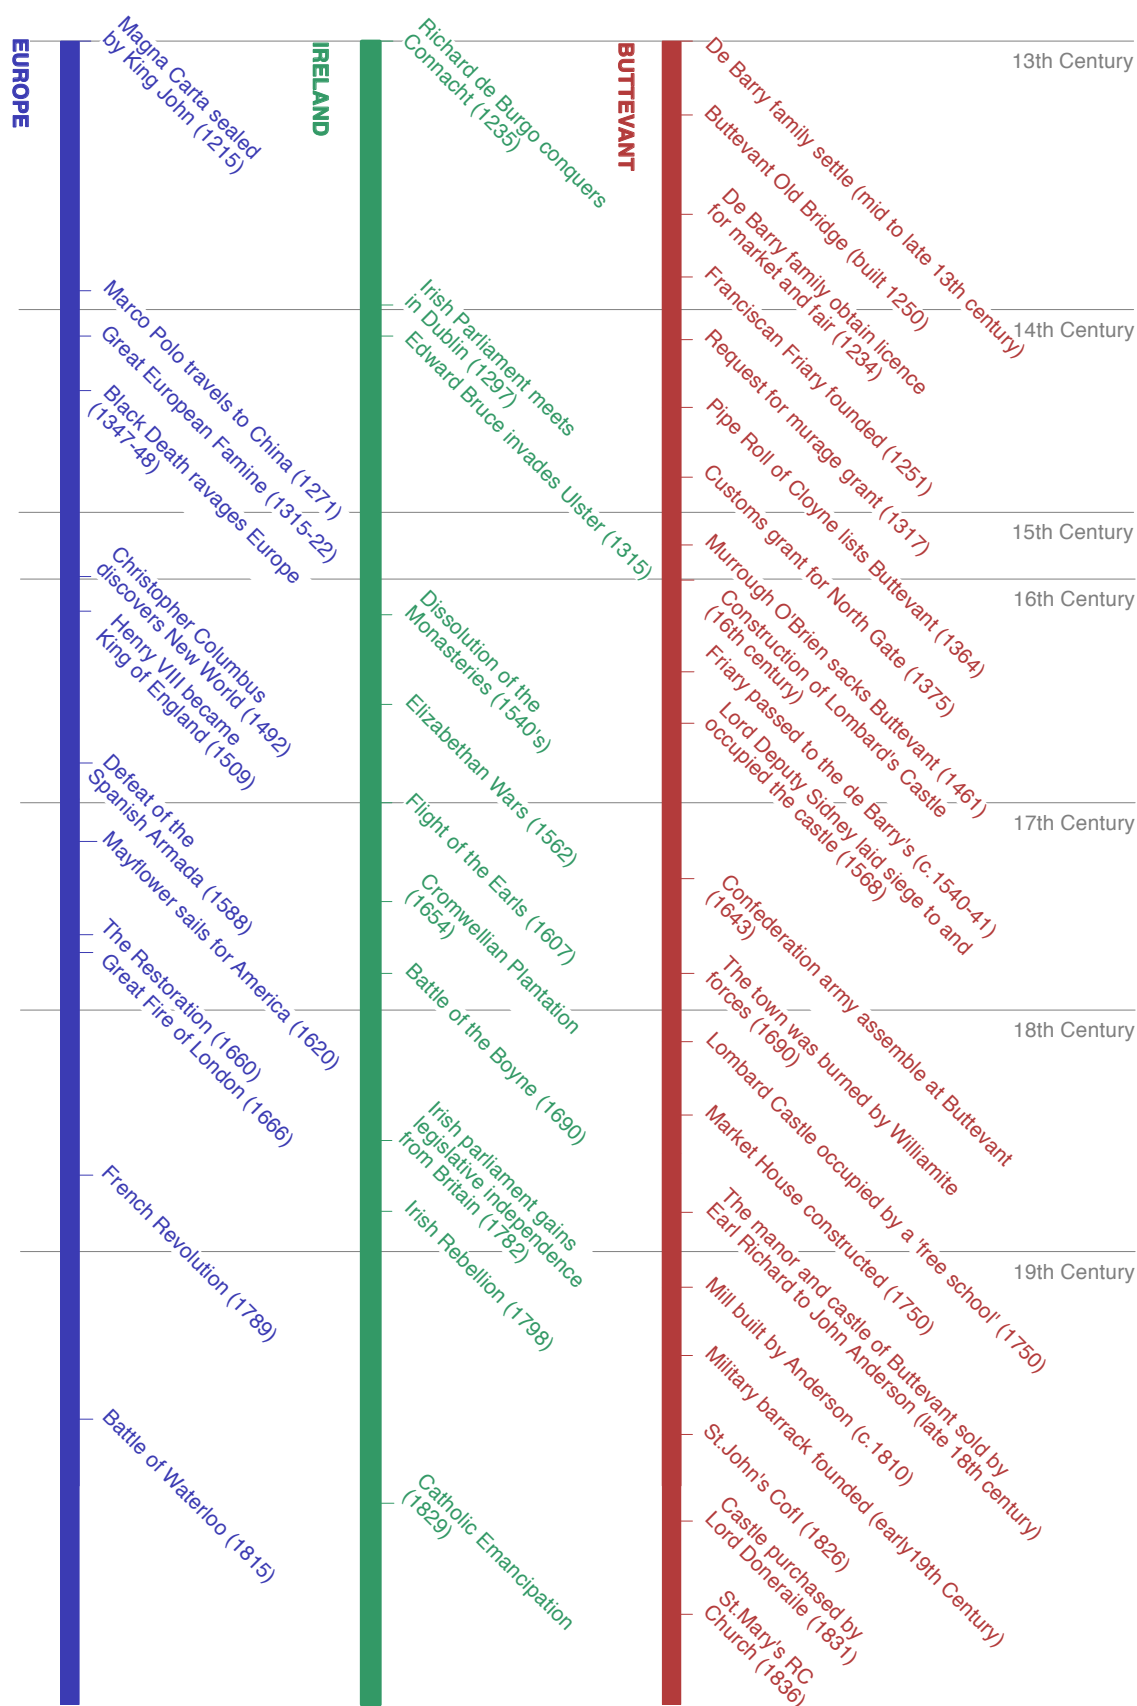 EUROPE
Magna Carta sealed
by King John (1215)
Marco Polo travels to China (1271)
Great European Famine (1315-22)
Black Death ravages Europe
(1347-48)
Christopher Columbus
discovers New World (1492)
Henry VIII became
King of England (1509)
Defeat of the
Spanish Armada (1588)
Mayflower sails for America (1620)
The Restoration (1660)
Great Fire of London (1666)
French Revolution (1789)
Battle of Waterloo (1815)
IRELAND
Richard de Burgo conquers
Connacht (1235)
Irish Parliament meets
in Dublin (1297)
Edward Bruce invades Ulster (1315)
Dissolution of the
Monasteries (1540's)
Elizabethan Wars (1562)
Flight of the Earls (1607)
Cromwellian Plantation
(1654)
Battle of the Boyne (1690)
Irish parliament gains
legislative independence
from Britain (1782)
Irish Rebellion (1798)
Catholic Emancipation
(1829)
BUTTEVANT
De Barry family settle (mid to late 13th century)
Buttevant Old Bridge (built 1250)
De Barry family obtain licence
for market and fair (1234)
Franciscan Friary founded (1251)
Request for murage grant (1317)
Pipe Roll of Cloyne lists Buttevant (1364)
Customs grant for North Gate (1375)
Murrough O'Brien sacks Buttevant (1461)
Construction of Lombard's Castle
(16th century)
Friary passed to the de Barry's (c.1540-41)
Lord Deputy Sidney laid siege to and
occupied the castle (1568)
Confederation army assemble at Buttevant
(1643)
The town was burned by Williamite
forces (1690)
Lombard Castle occupied by a 'free school' (1750)
Market House constructed (1750)
The manor and castle of Buttevant sold by
Earl Richard to John Anderson (late 18th century)
Mill built by Anderson (c.1810)
Military barrack founded (early19th Century)
St.John's CofI (1826)
Castle purchased by
Lord Doneraile (1831)
St.Mary's RC
Church (1836)
13th Century
14th Century
15th Century
16th Century
17th Century
18th Century
19th Century